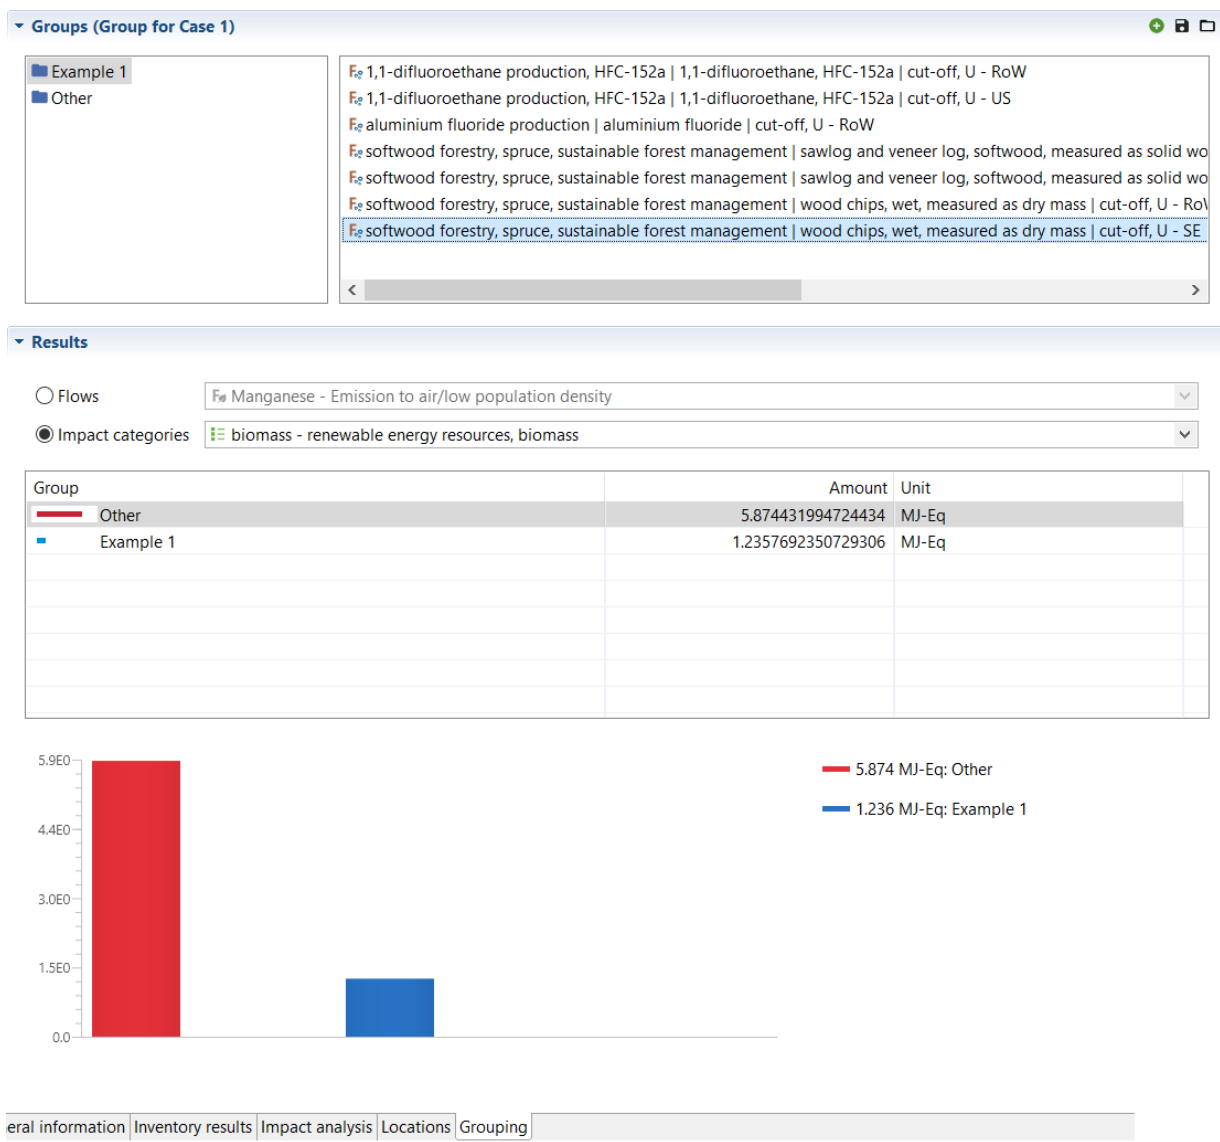 Groups (Group for Case 1)
Example 1
Other
1,1-difluoroethane production, HFC-152a | 1,1-difluoroethane, HFC-152a | cut-off, U - RoW
1,1-difluoroethane production, HFC-152a | 1,1-difluoroethane, HFC-152a | cut-off, U - US
aluminium fluoride production | aluminium fluoride | cut-off, U - RoW
softwood forestry, spruce, sustainable forest management | sawlog and veneer log, softwood, measured as solid wo
softwood forestry, spruce, sustainable forest management | sawlog and veneer log, softwood, measured as solid wo
softwood forestry, spruce, sustainable forest management | wood chips, wet, measured as dry mass | cut-off, U - Ro
softwood forestry, spruce, sustainable forest management | wood chips, wet, measured as dry mass | cut-off, U - SE
Results
Flows
Manganese - Emission to air/low population density
Impact categories
biomass - renewable energy resources, biomass
Group Amount Unit
Other 5.874431994724434 MJ-Eq
Example 1 1.2357692350729306 MJ-Eq
5.9E0
4.4E0
3.0E0
1.5E0
0.0
5.874 MJ-Eq: Other
1.236 MJ-Eq: Example 1
eral information Inventory results Impact analysis Locations Grouping